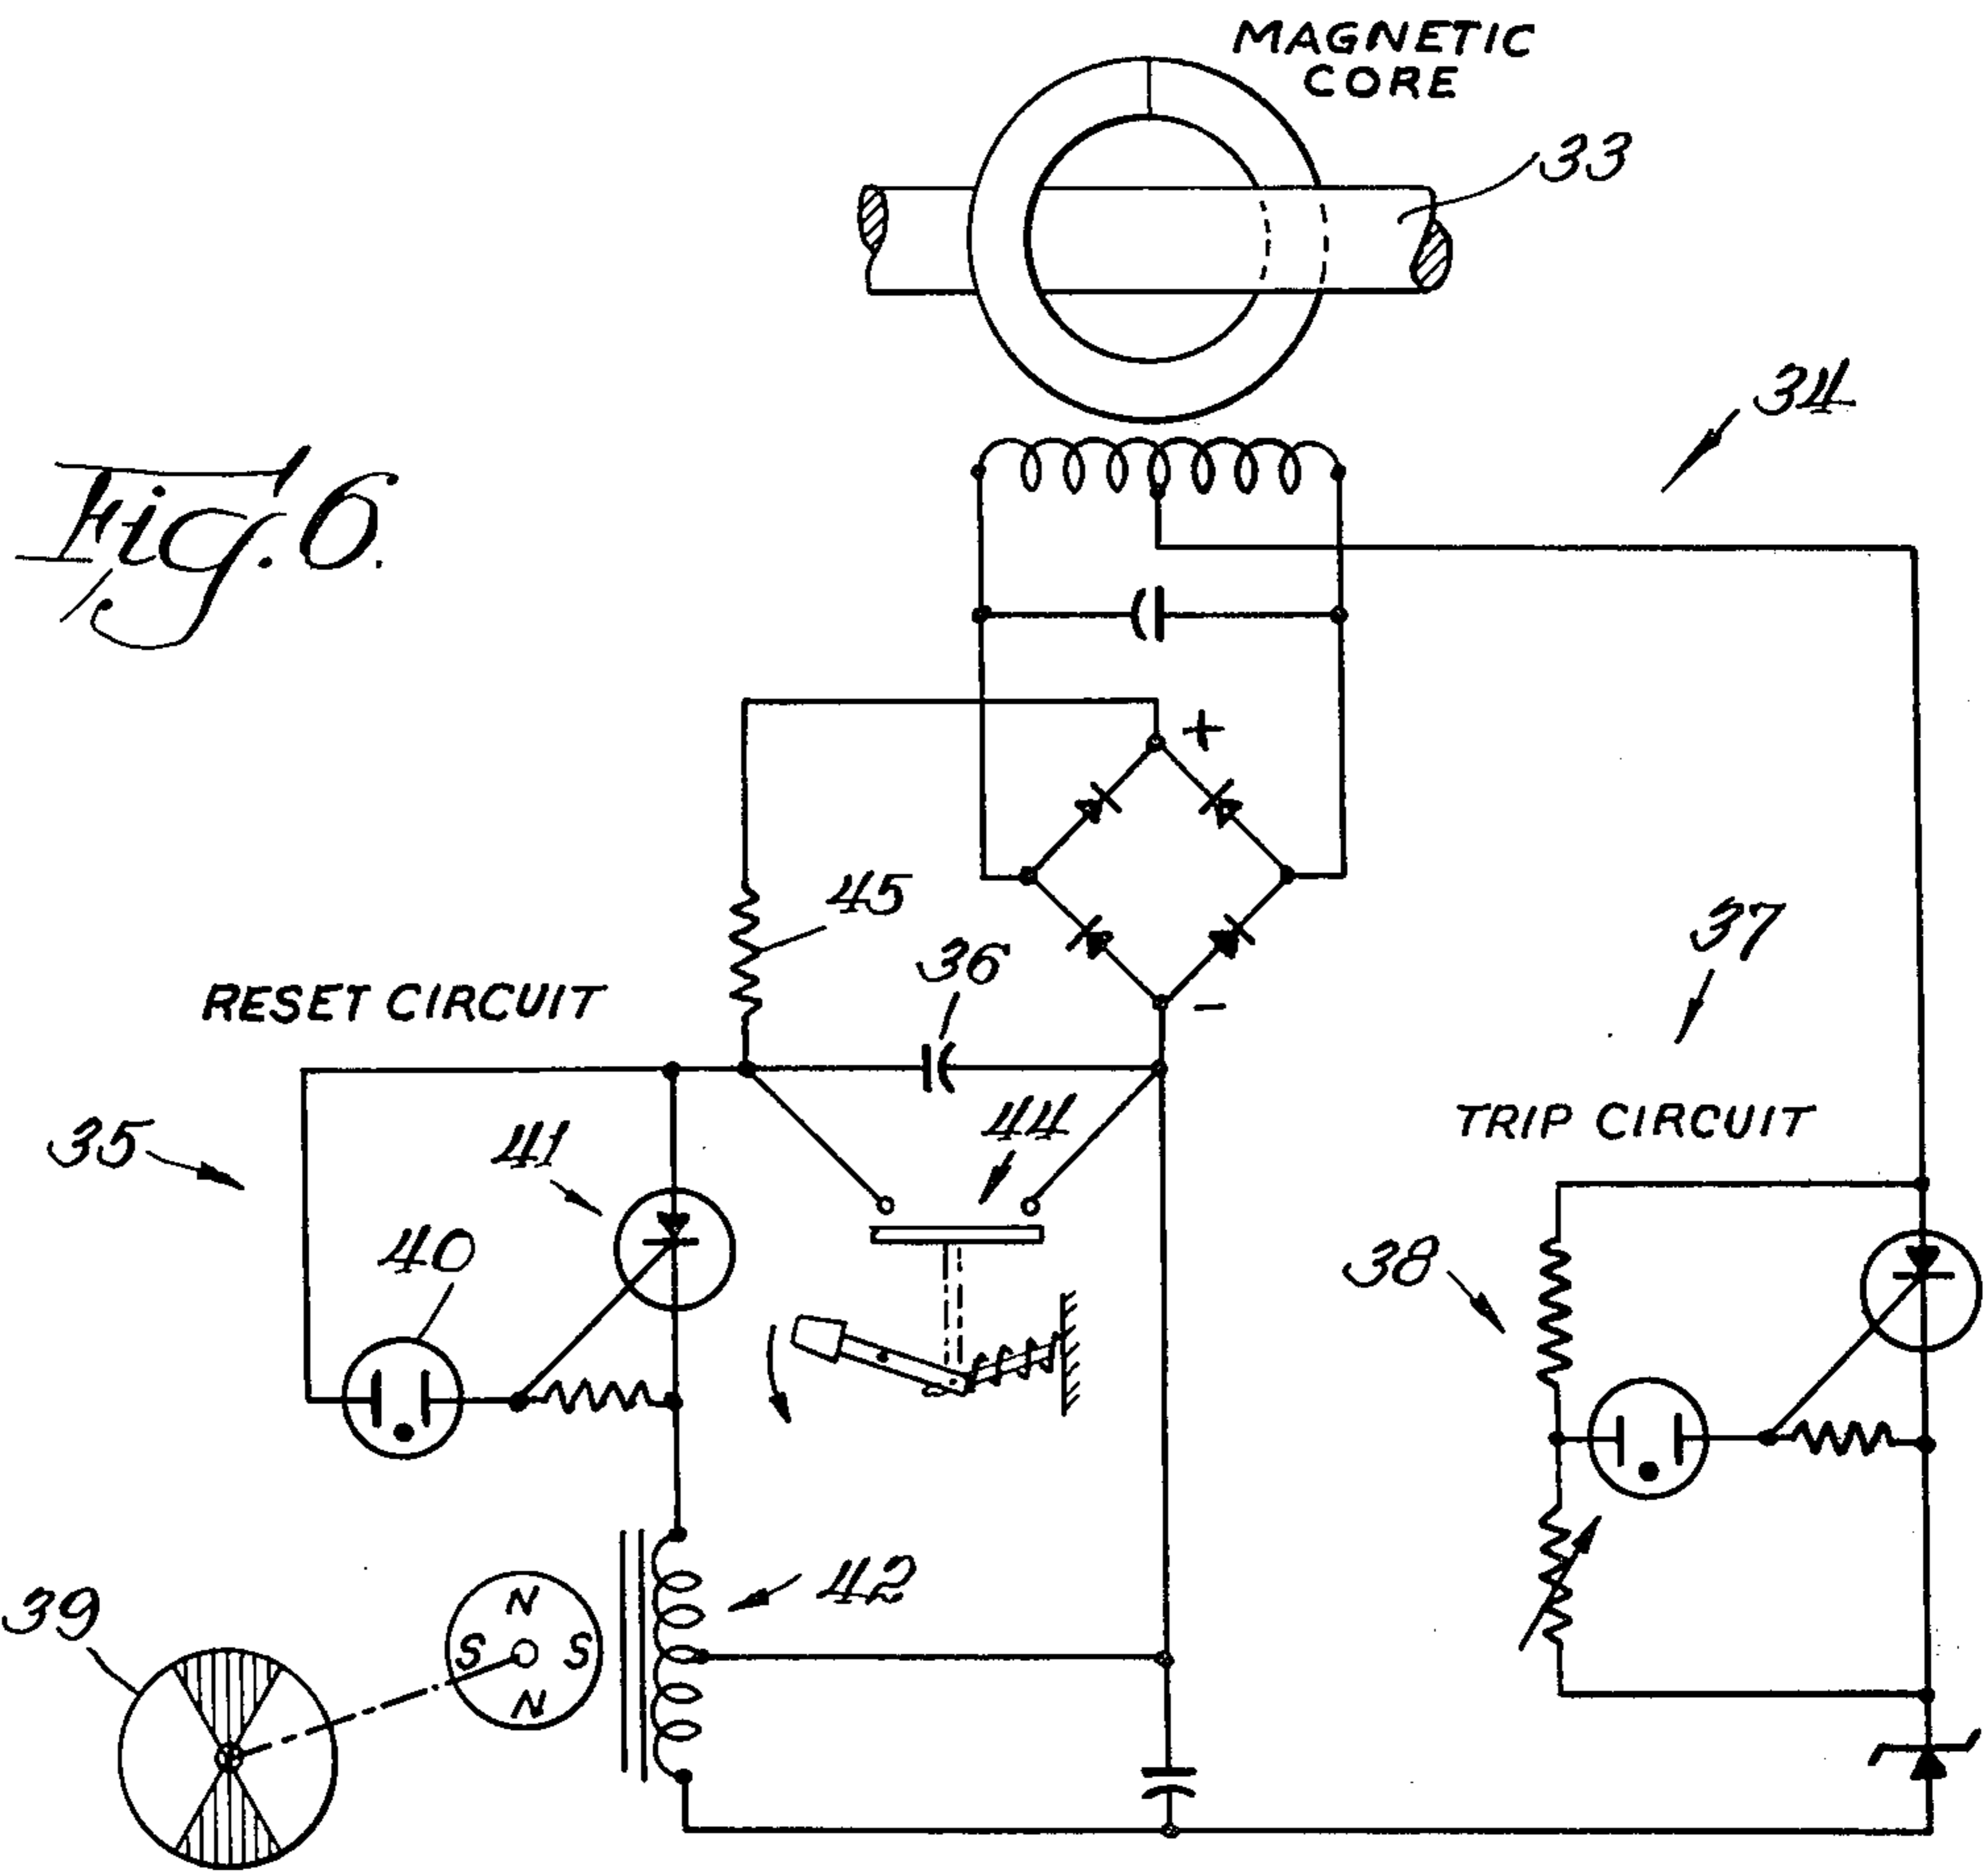 MAGNETIC
CORE
33
34
Fig. 6.
+
45
36
37
-
RESET CIRCUIT
44
TRIP CIRCUIT
35
41
40
38
42
39
N
S S
N